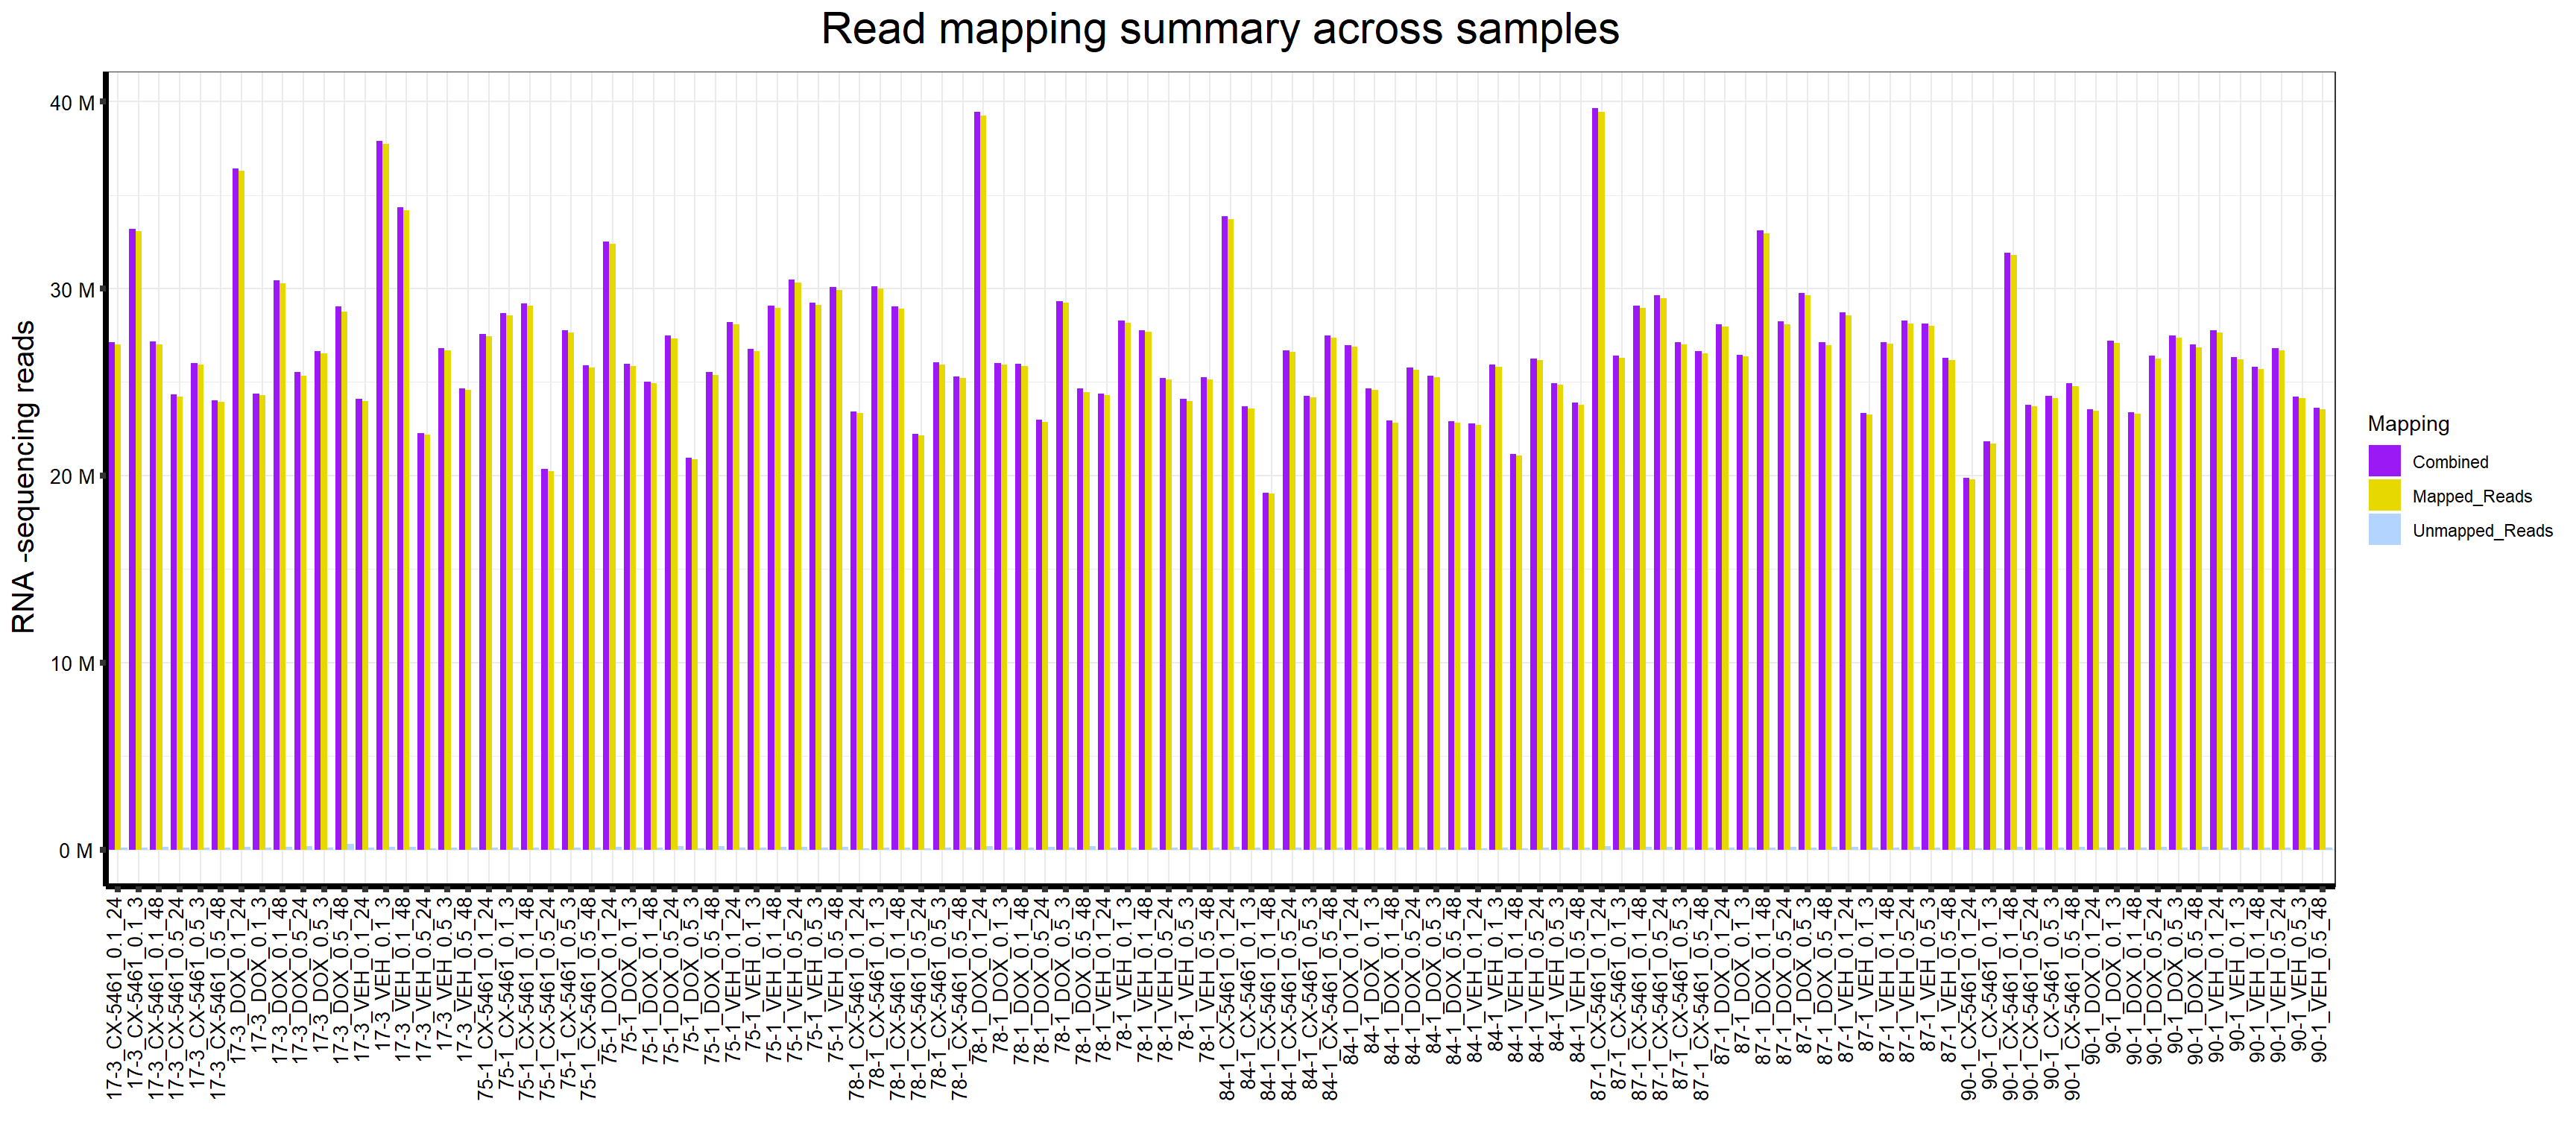 Read mapping summary across samples
RNA -sequencing reads
40 M
30 M
20 M
10 M
0 M
17-3_CX-5461_0.1_24
17-3_CX-5461_0.1_3
17-3_CX-5461_0.1_48
17-3_CX-5461_0.5_24
17-3_CX-5461_0.5_3
17-3_CX-5461_0.5_48
17-3_DOX_0.1_24
17-3_DOX_0.1_3
17-3_DOX_0.1_48
17-3_DOX_0.5_24
17-3_DOX_0.5_3
17-3_DOX_0.5_48
17-3_VEH_0.1_24
17-3_VEH_0.1_3
17-3_VEH_0.1_48
17-3_VEH_0.5_24
17-3_VEH_0.5_3
17-3_VEH_0.5_48
75-1_CX-5461_0.1_24
75-1_CX-5461_0.1_3
75-1_CX-5461_0.1_48
75-1_CX-5461_0.5_24
75-1_CX-5461_0.5_3
75-1_CX-5461_0.5_48
75-1_DOX_0.1_24
75-1_DOX_0.1_3
75-1_DOX_0.1_48
75-1_DOX_0.5_24
75-1_DOX_0.5_3
75-1_DOX_0.5_48
75-1_VEH_0.1_24
75-1_VEH_0.1_3
75-1_VEH_0.1_48
75-1_VEH_0.5_24
75-1_VEH_0.5_3
75-1_VEH_0.5_48
78-1_CX-5461_0.1_24
78-1_CX-5461_0.1_3
78-1_CX-5461_0.1_48
78-1_CX-5461_0.5_24
78-1_CX-5461_0.5_3
78-1_CX-5461_0.5_48
78-1_DOX_0.1_24
78-1_DOX_0.1_3
78-1_DOX_0.1_48
78-1_DOX_0.5_24
78-1_DOX_0.5_3
78-1_DOX_0.5_48
78-1_VEH_0.1_24
78-1_VEH_0.1_3
78-1_VEH_0.1_48
78-1_VEH_0.5_24
78-1_VEH_0.5_3
78-1_VEH_0.5_48
84-1_CX-5461_0.1_24
84-1_CX-5461_0.1_3
84-1_CX-5461_0.1_48
84-1_CX-5461_0.5_24
84-1_CX-5461_0.5_3
84-1_CX-5461_0.5_48
84-1_DOX_0.1_24
84-1_DOX_0.1_3
84-1_DOX_0.1_48
84-1_DOX_0.5_24
84-1_DOX_0.5_3
84-1_DOX_0.5_48
84-1_VEH_0.1_24
84-1_VEH_0.1_3
84-1_VEH_0.1_48
84-1_VEH_0.5_24
84-1_VEH_0.5_3
84-1_VEH_0.5_48
87-1_CX-5461_0.1_24
87-1_CX-5461_0.1_3
87-1_CX-5461_0.1_48
87-1_CX-5461_0.5_24
87-1_CX-5461_0.5_3
87-1_CX-5461_0.5_48
87-1_DOX_0.1_24
87-1_DOX_0.1_3
87-1_DOX_0.1_48
87-1_DOX_0.5_24
87-1_DOX_0.5_3
87-1_DOX_0.5_48
87-1_VEH_0.1_24
87-1_VEH_0.1_3
87-1_VEH_0.1_48
87-1_VEH_0.5_24
87-1_VEH_0.5_3
87-1_VEH_0.5_48
90-1_CX-5461_0.1_24
90-1_CX-5461_0.1_3
90-1_CX-5461_0.1_48
90-1_CX-5461_0.5_24
90-1_CX-5461_0.5_3
90-1_CX-5461_0.5_48
90-1_DOX_0.1_24
90-1_DOX_0.1_3
90-1_DOX_0.1_48
90-1_DOX_0.5_24
90-1_DOX_0.5_3
90-1_DOX_0.5_48
90-1_VEH_0.1_24
90-1_VEH_0.1_3
90-1_VEH_0.1_48
90-1_VEH_0.5_24
90-1_VEH_0.5_3
90-1_VEH_0.5_48
Mapping
Combined
Mapped_Reads
Unmapped_Reads